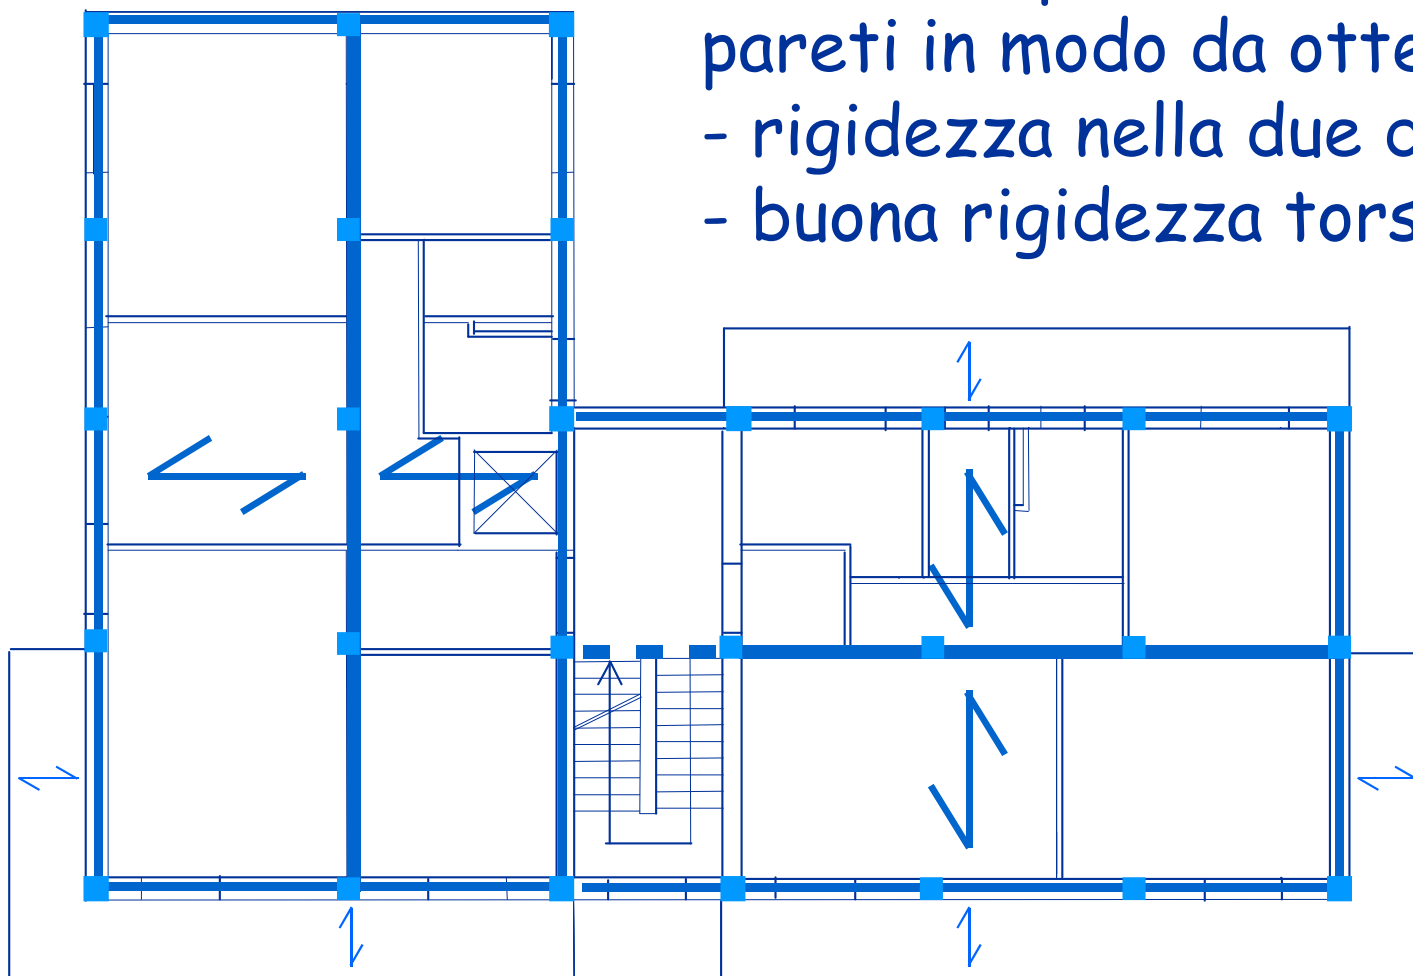 pareti in modo da otte
- rigidezza nella due
- buona rigidezza tors